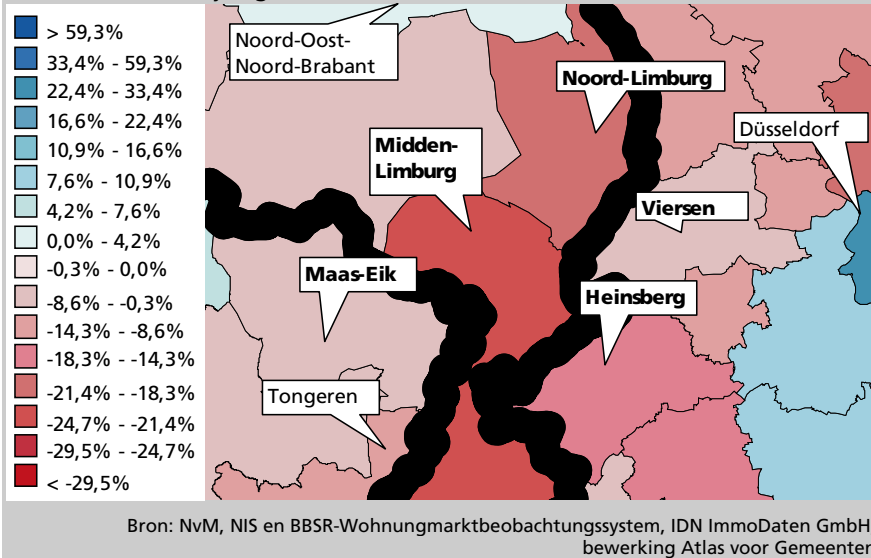 > 59,3%
33,4% - 59,3%
22,4% - 33,4%
16,6% - 22,4%
10,9% - 16,6%
7,6% - 10,9%
4,2% - 7,6%
0,0% - 4,2%
-0,3% - 0,0%
-8,6% - -0,3%
-14,3% - -8,6%
-18,3% - -14,3%
-21,4% - -18,3%
-24,7% - -21,4%
-29,5% - -24,7%
< -29,5%
Noord-Oost-
Noord-Brabant
Noord-Limburg
Düsseldorf
Midden-
Limburg
Viersen
Maas-Eik
Heinsberg
Tongeren
Bron: NvM, NIS en BBSR-Wohnungmarktbeobachtungssystem, IDN ImmoDaten GmbH
bewerking Atlas voor Gemeenten